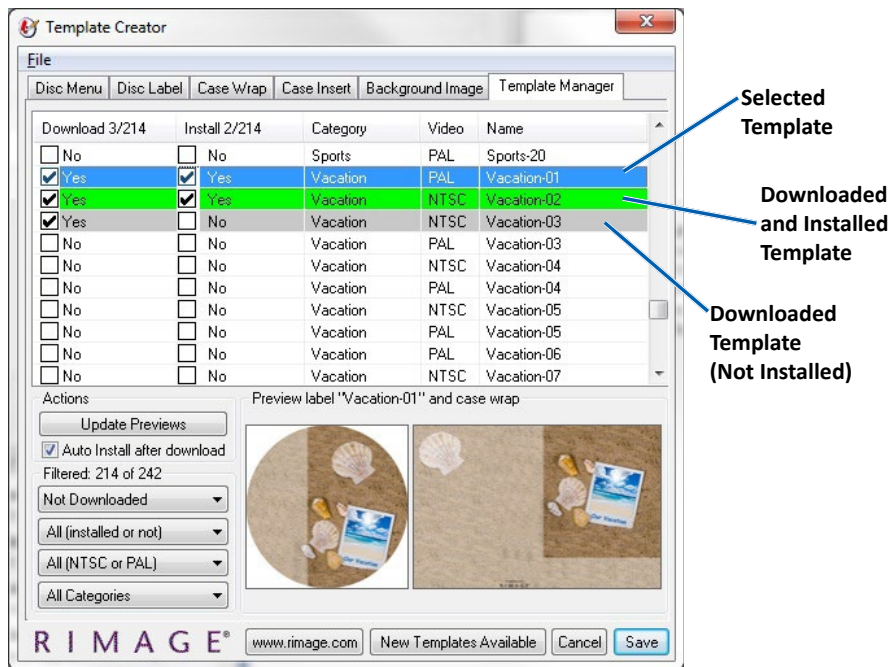 Template Creator
File
Disc Menu Disc Label Case Wrap Case Insert Background Image Template Manager
Download 3/214 Install 2/214 Category Video Name
No No Sports PAL Sports-20
Yes Yes Vacation PAL Vacation-01
Yes Yes Vacation NTSC Vacation-02
Yes No Vacation NTSC Vacation-03
No No Vacation PAL Vacation-03
No No Vacation NTSC Vacation-04
No No Vacation PAL Vacation-04
No No Vacation NTSC Vacation-05
No No Vacation PAL Vacation-05
No No Vacation PAL Vacation-06
No No Vacation NTSC Vacation-07
Selected
Template
Downloaded
and Installed
Template
Downloaded
Template
(Not Installed)
Actions
Update Previews
Auto Install after download
Filtered: 214 of 242
Not Downloaded
All (installed or not)
All (NTSC or PAL)
All Categories
Preview label "Vacation-01" and case wrap
Our Vacation
Our Vacation
RIMAGE
RIMAGE®
www.rimage.com New Templates Available Cancel Save